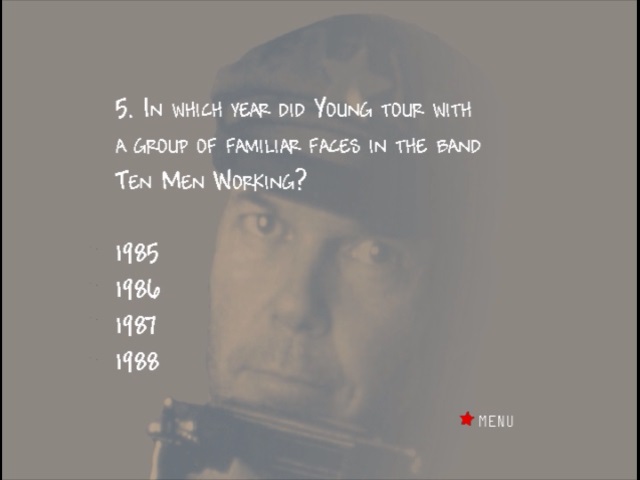 5. In which year did Young tour with
a group of familiar faces in the band
Ten Men Working?
1985
1986
1987
1988
MENU